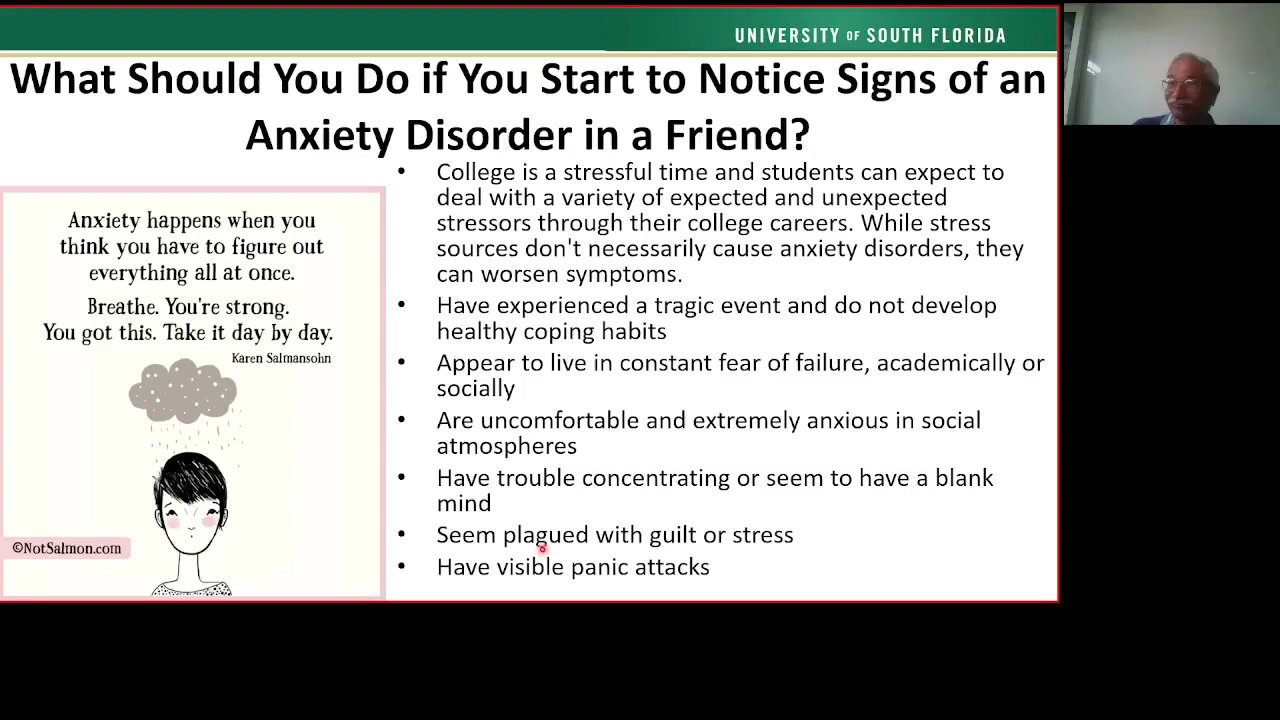 UNIVERSITY OF SOUTH FLORIDA
What Should You Do if You Start to Notice Signs of an
Anxiety Disorder in a Friend?
Anxiety happens when you
think you have to figure out
everything all at once.
Breathe. You're strong.
You got this. Take it day by day.
Karen Salmansohn
©NotSalmon.com
• College is a stressful time and students can expect to
deal with a variety of expected and unexpected
stressors through their college careers. While stress
sources don't necessarily cause anxiety disorders, they
can worsen symptoms.
• Have experienced a tragic event and do not develop
healthy coping habits
• Appear to live in constant fear of failure, academically or
socially
• Are uncomfortable and extremely anxious in social
atmospheres
• Have trouble concentrating or seem to have a blank
mind
• Seem plagued with guilt or stress
• Have visible panic attacks